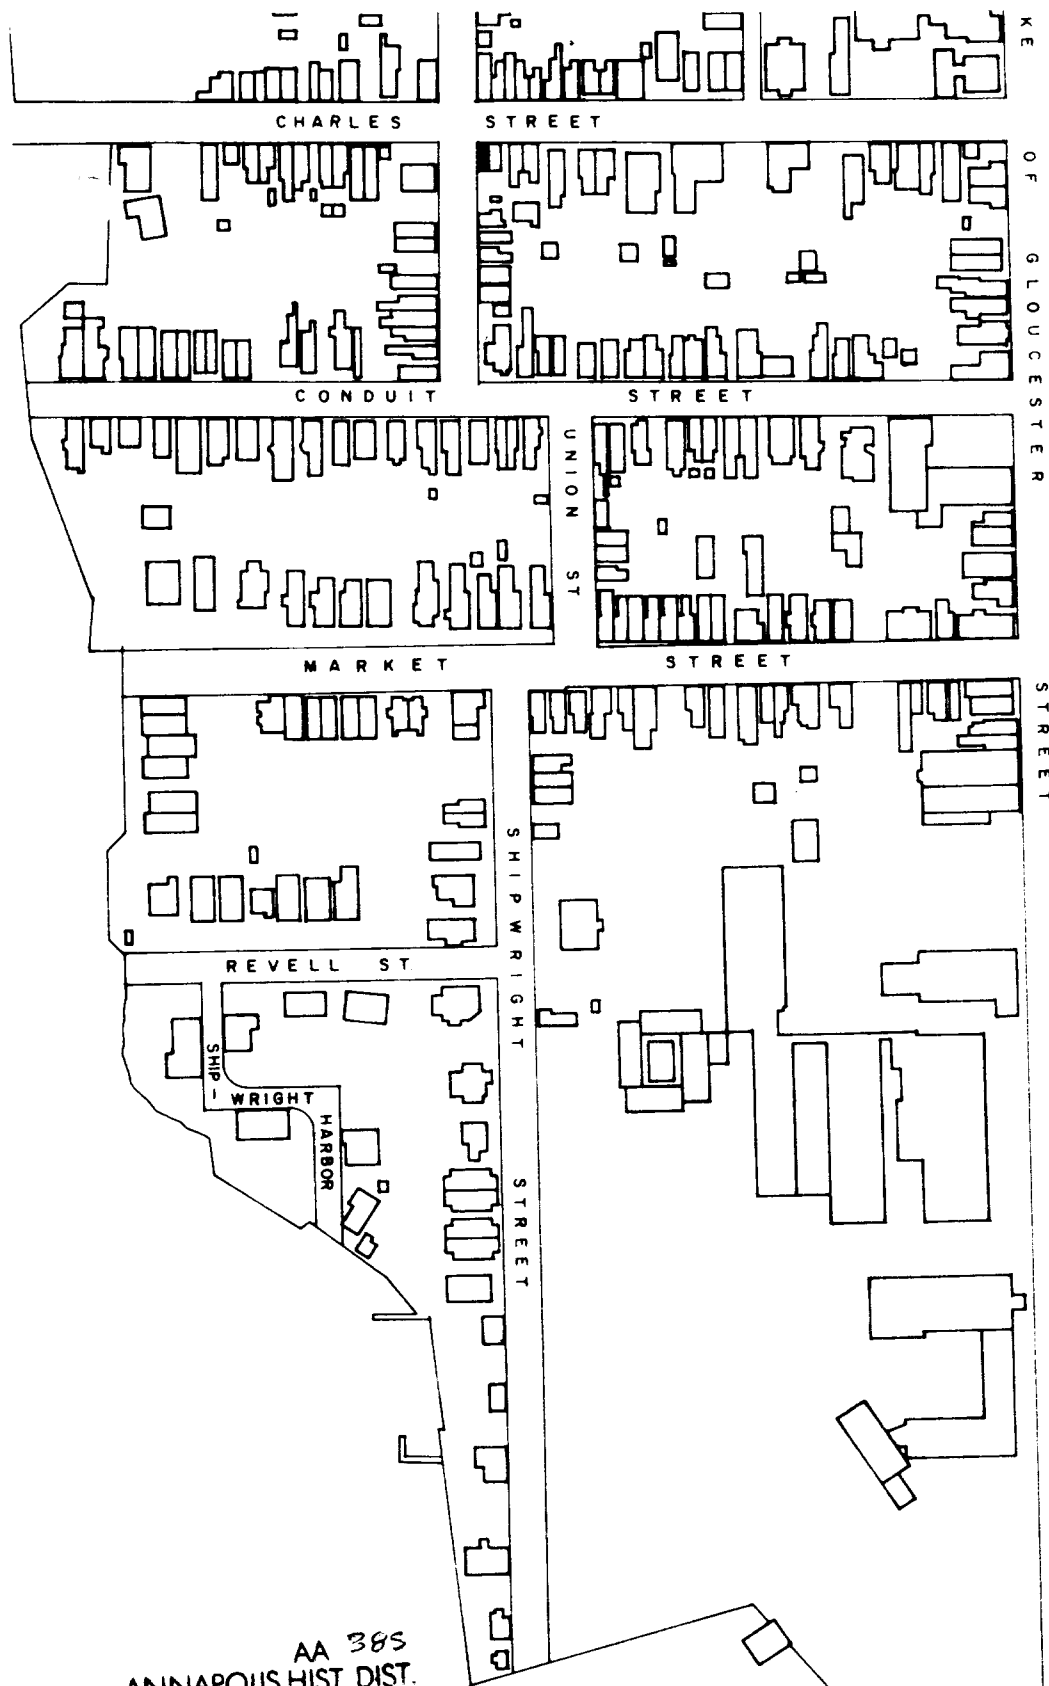 CHARLES STREET
KE OF GLOUCESTER STREET
CONDUIT STREET
UNION ST
MARKET STREET
SHIPWRIGHT STREET
REVELL ST.
SHIP-
WRIGHT
HARBOR
AA 385
ANNAPOLIS HIST. DIST.